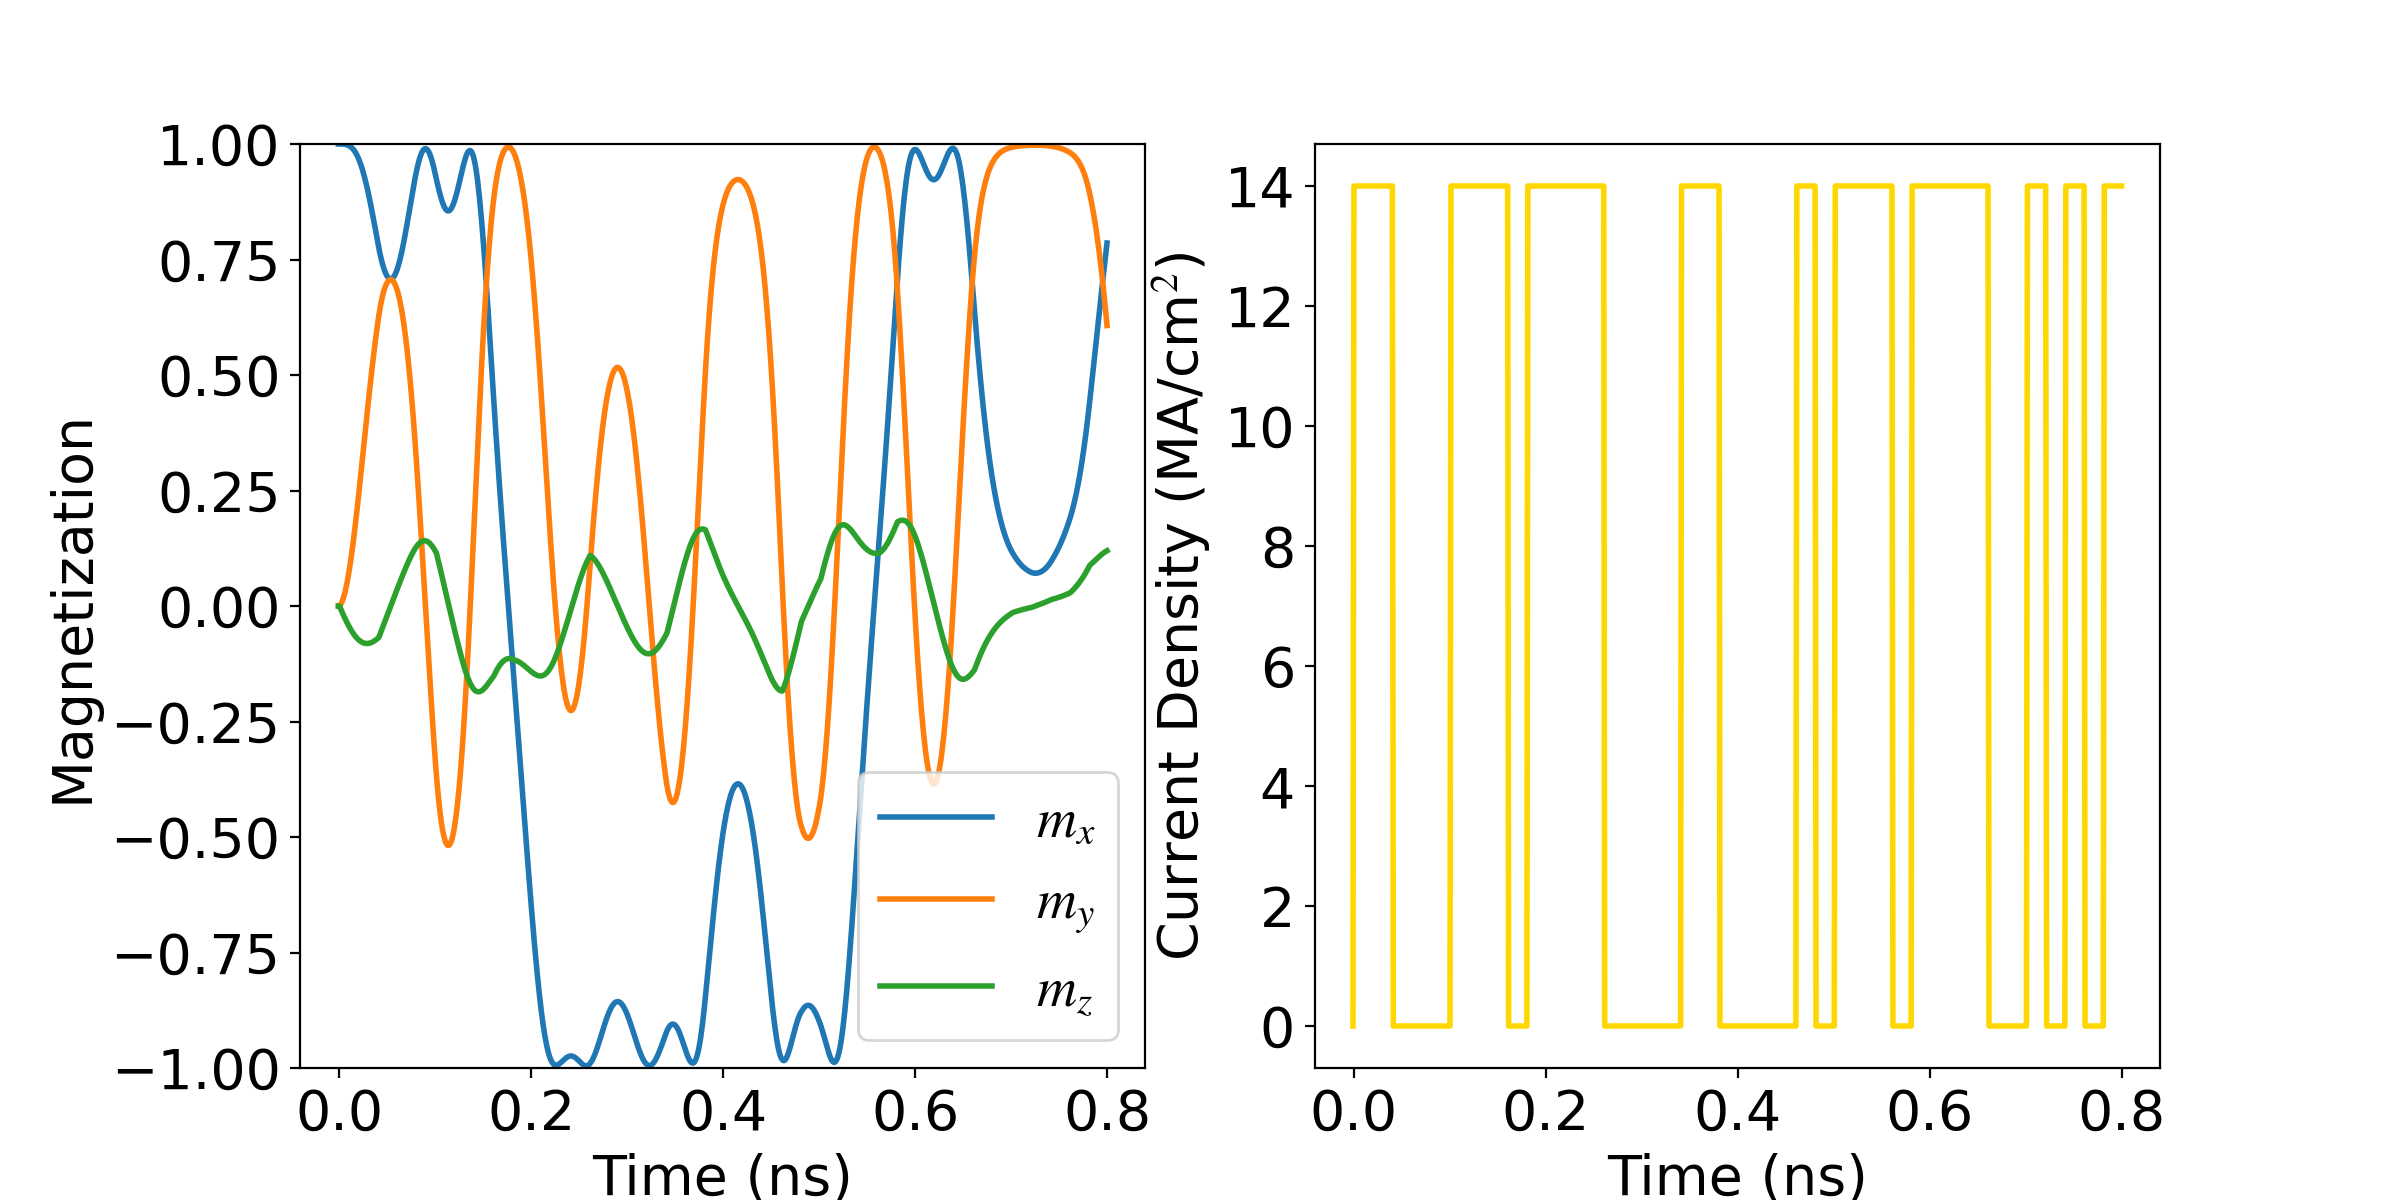 1.00
0.75
0.50
0.25
0.00
−0.25
−0.50
−0.75
−1.00
Magnetization
0.0 0.2 0.4 0.6 0.8
Time (ns)
m_x
m_y
m_z
14
12
10
8
6
4
2
0
Current Density (MA/cm²)
0.0 0.2 0.4 0.6 0.8
Time (ns)